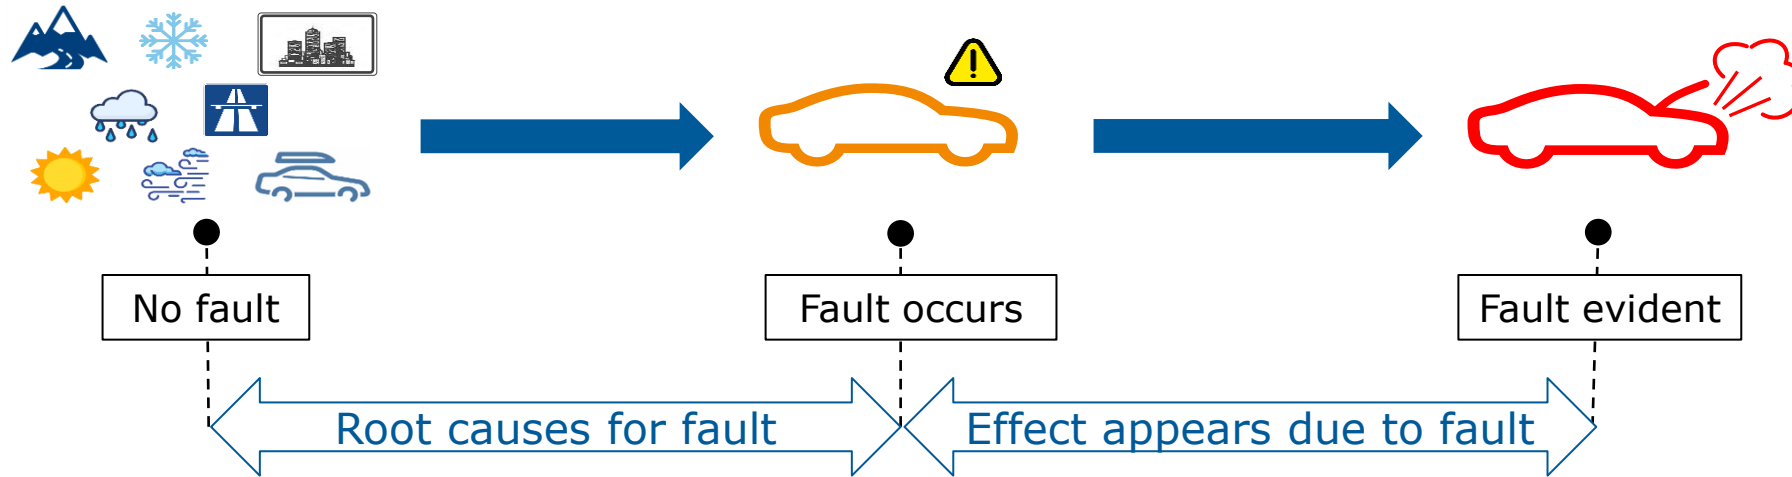 No fault
Fault occurs
Fault evident
Root causes for fault
Effect appears due to fault